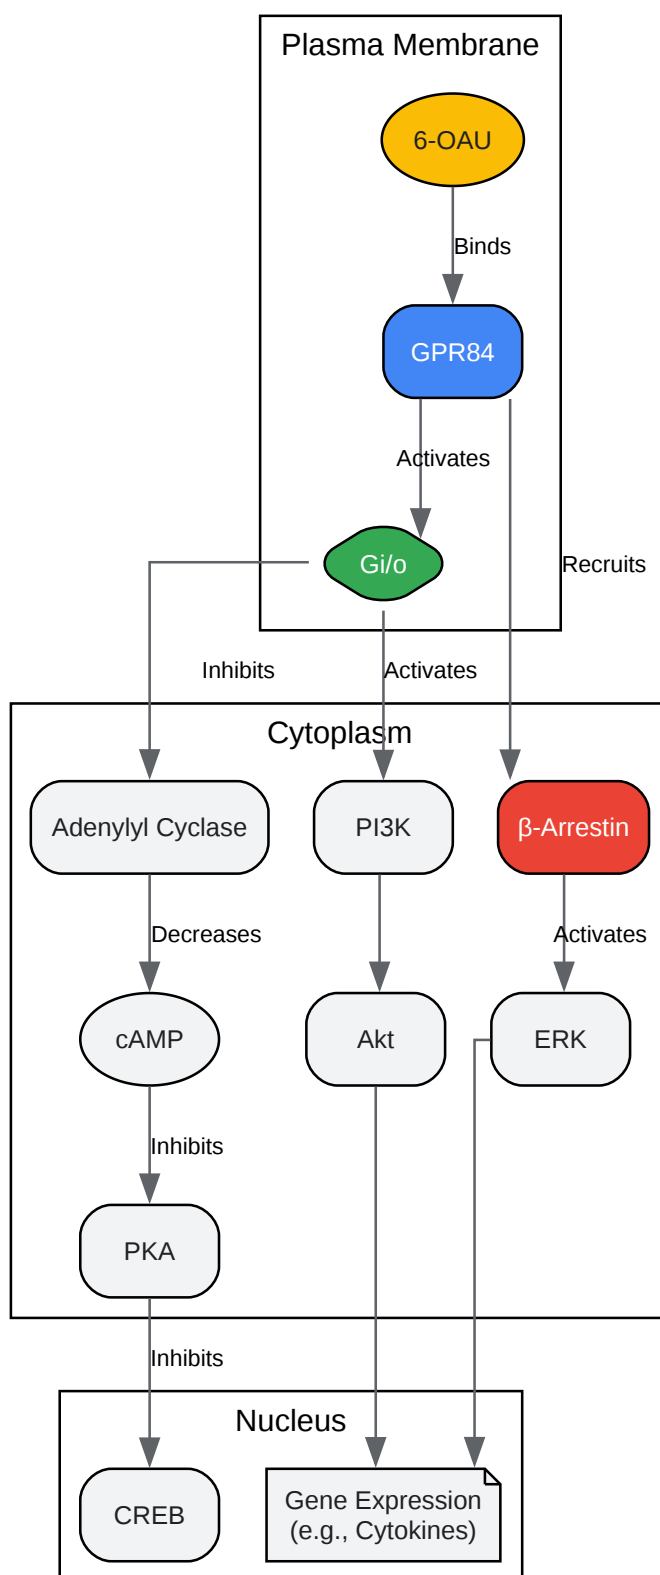 Plasma Membrane
6-OAU
Binds
GPR84
Activates
Gi/o
Recruits
Inhibits
Activates
Cytoplasm
Adenylyl Cyclase
PI3K
β-Arrestin
Decreases
Activates
cAMP
Akt
ERK
Inhibits
PKA
Inhibits
Nucleus
CREB
Gene Expression
(e.g., Cytokines)